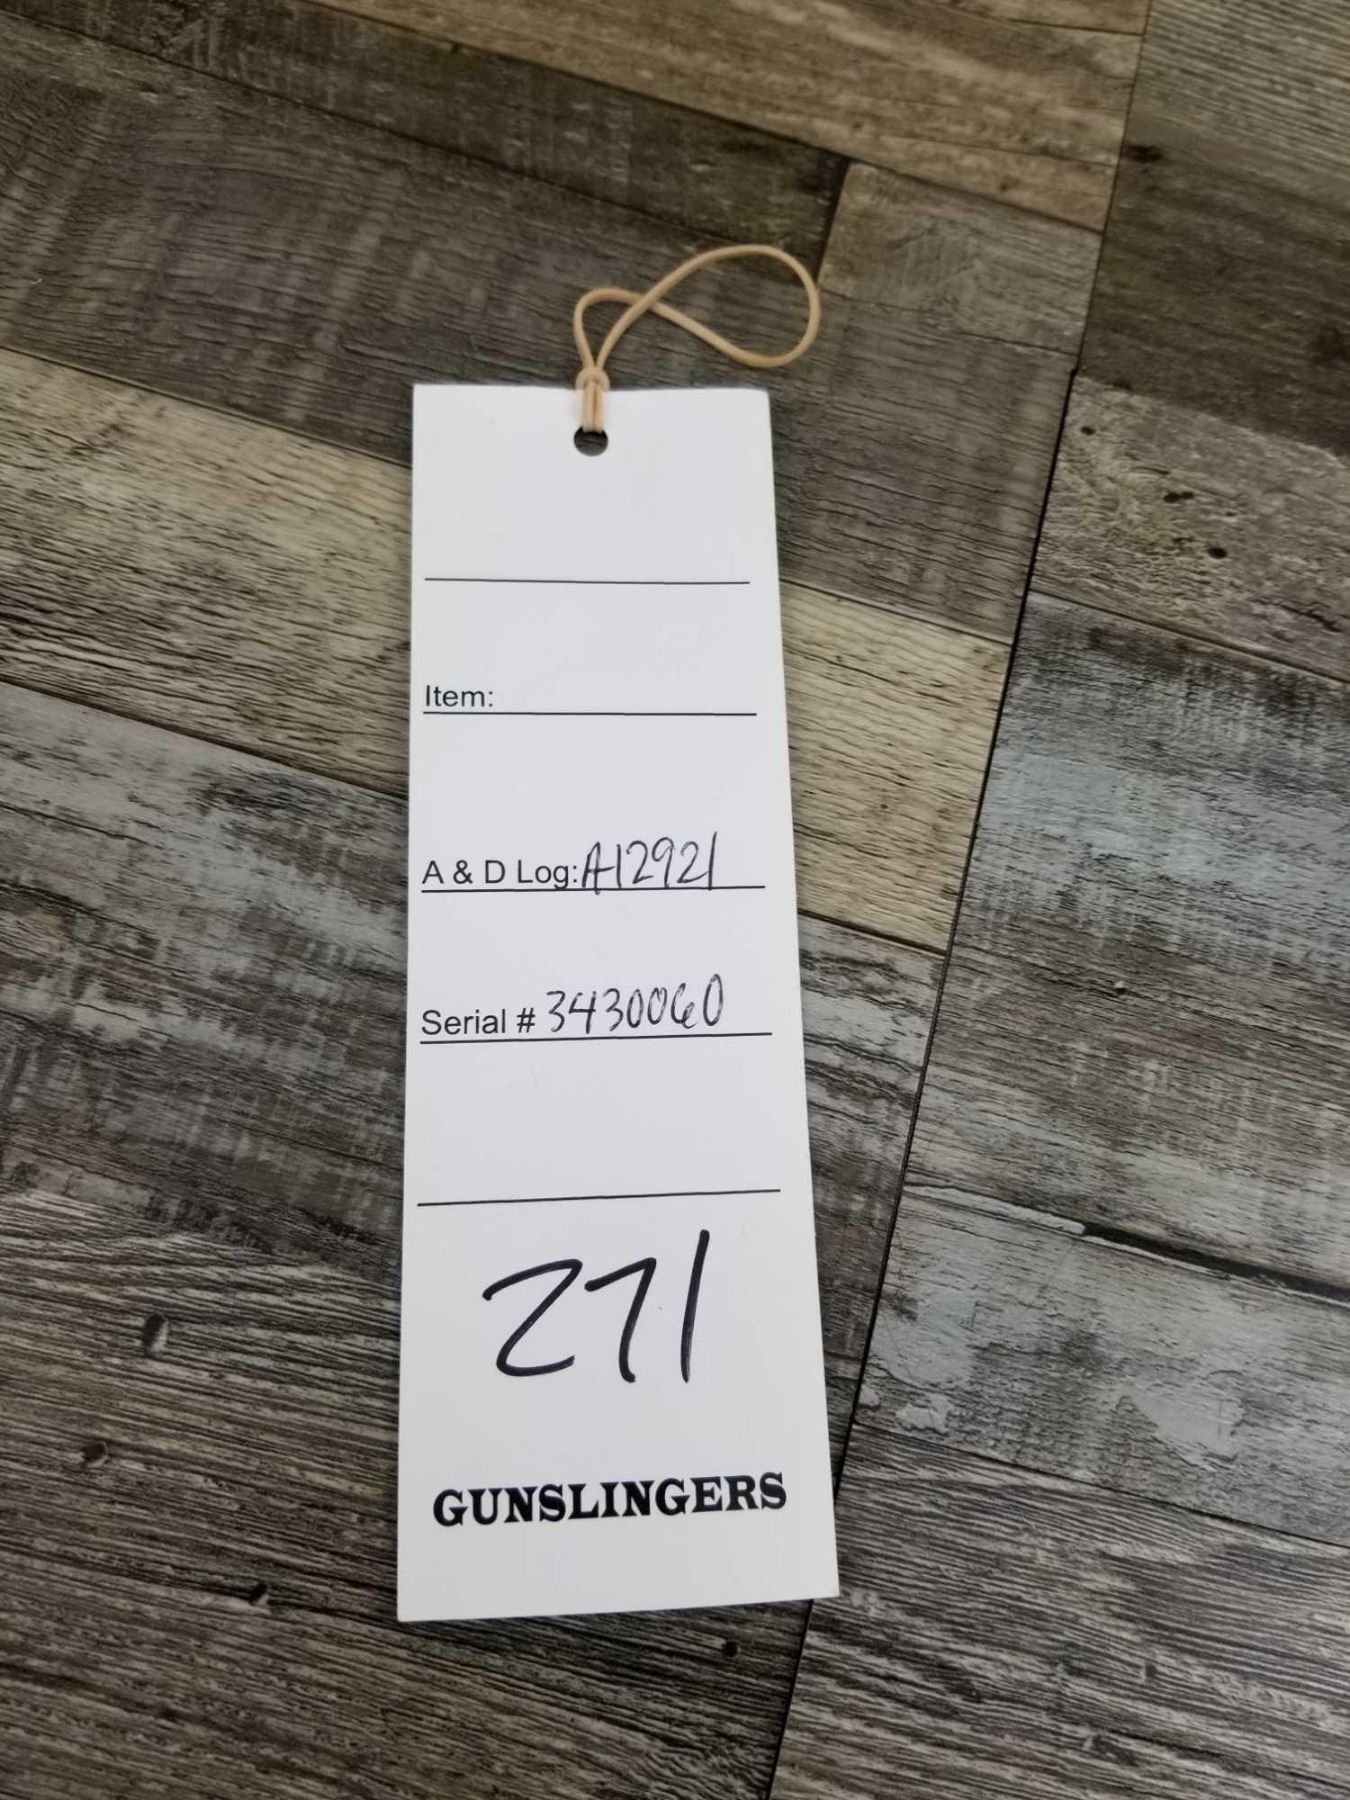 Item:
A & D Log: A12921
Serial # 3430060
271
GUNSLINGERS